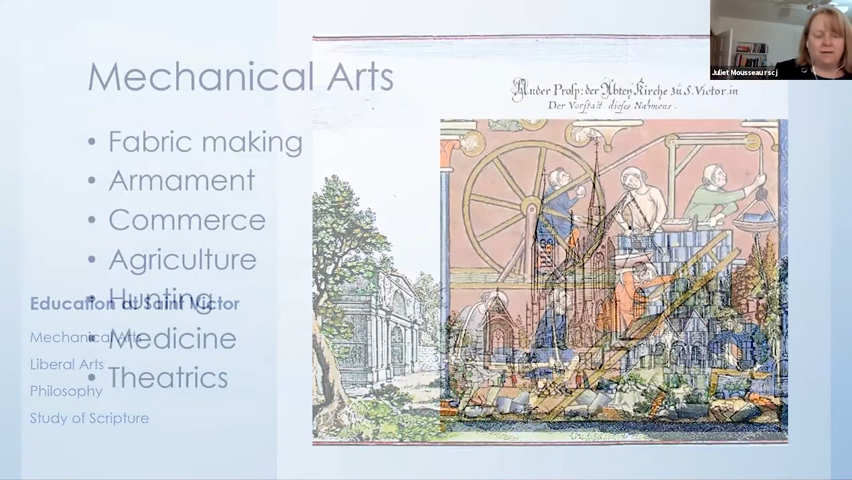 Mechanical Arts
• Fabric making
• Armament
• Commerce
• Agriculture
• Hunting
• Medicine
• Theatrics
Education at Saint Victor
Mechanical Arts
Liberal Arts
Philosophy
Study of Scripture
Ander Prosp: der Abtey Kirche zu S. Victor in
Der Vorstatt dieses Nahmens.
Juliet Mousseau rscj